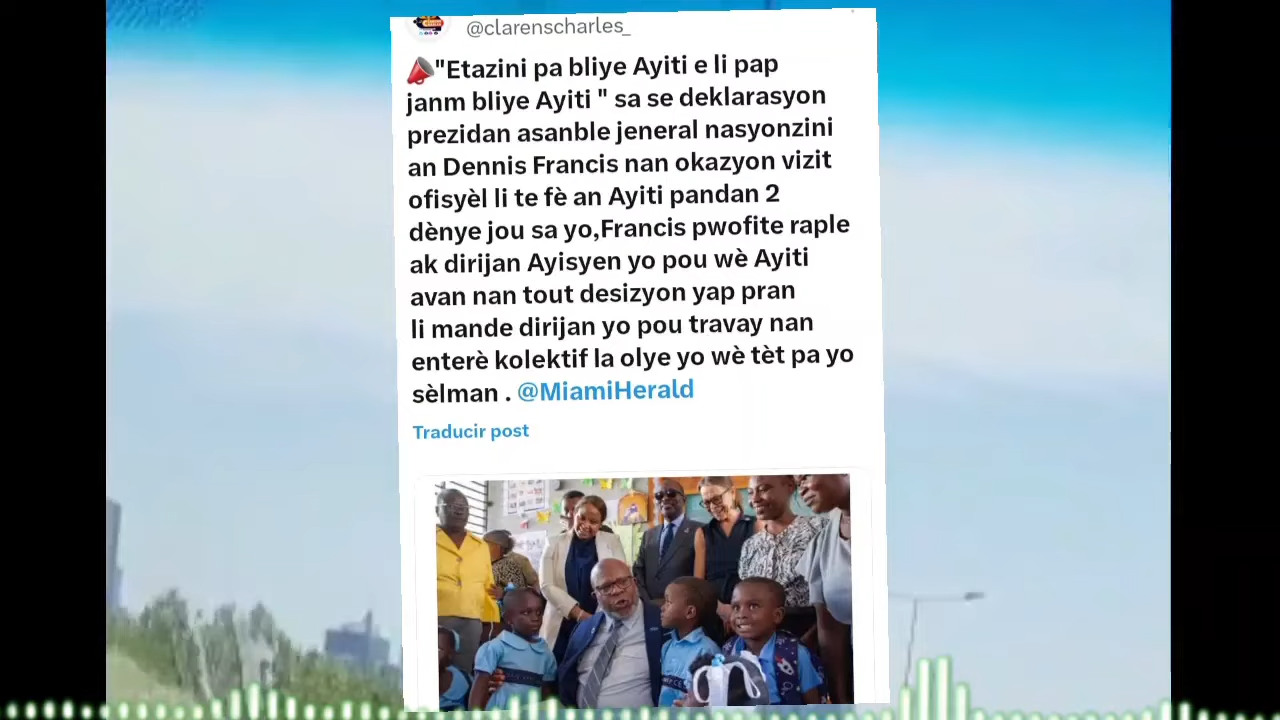 @clarenscharles_
"Etazini pa bliye Ayiti e li pap
janm bliye Ayiti " sa se deklarasyon
prezidan asanble jeneral nasyonzini
an Dennis Francis nan okazyon vizit
ofisyèl li te fè an Ayiti pandan 2
dènye jou sa yo,Francis pwofite raple
ak dirijan Ayisyen yo pou wè Ayiti
avan nan tout desizyon yap pran
li mande dirijan yo pou travay nan
enterè kolektif la olye yo wè tèt pa yo
sèlman . @MiamiHerald
Traducir post